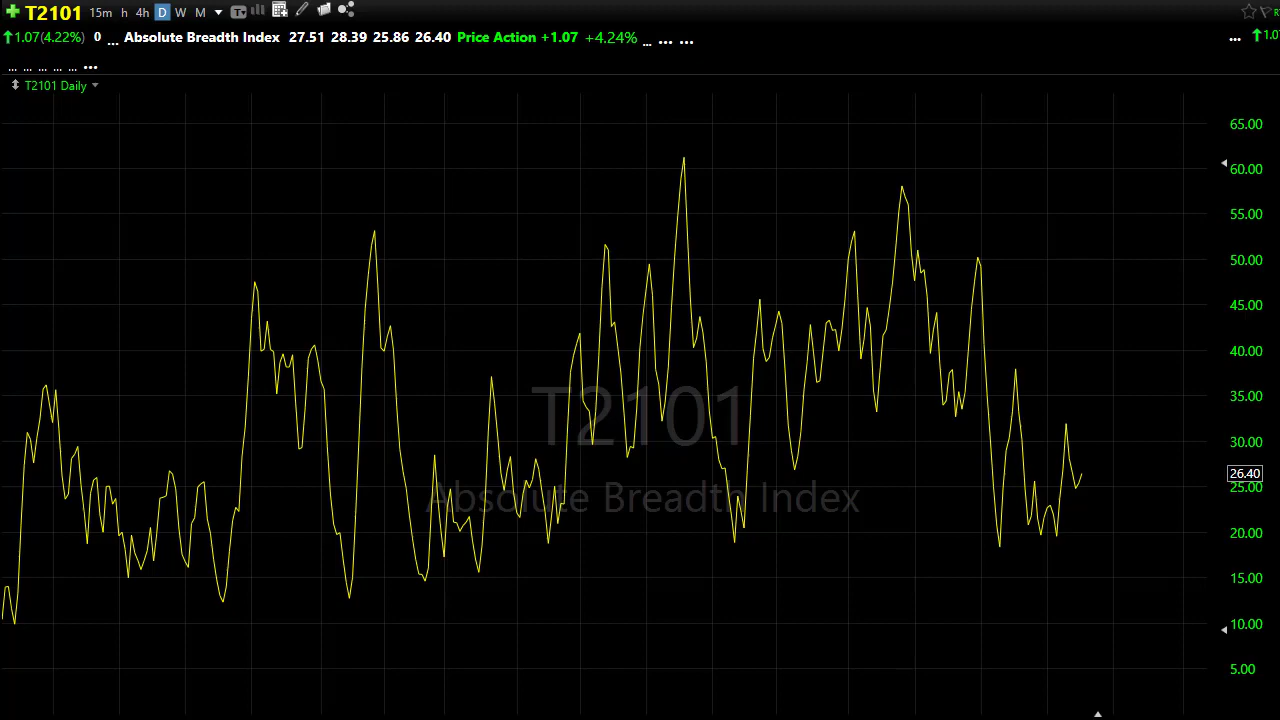 T2101 15m h 4h D W M T
1.07(4.22%) 0 ... Absolute Breadth Index 27.51 28.39 25.86 26.40 Price Action +1.07 +4.24% ... ... ... ... 1.0
... ... ... ... ... ...
T2101 Daily
65.00
60.00
55.00
50.00
45.00
40.00
35.00
T2101
30.00
26.40
25.00
Absolute Breadth Index
20.00
15.00
10.00
5.00